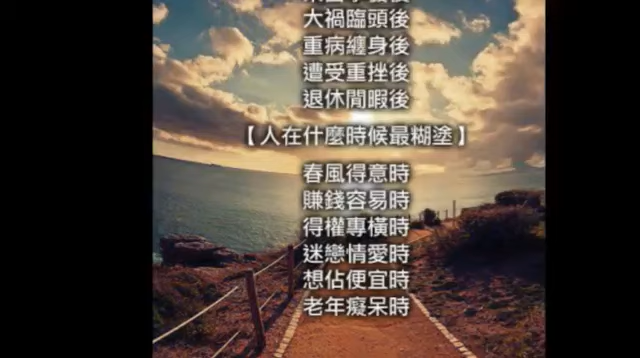 大禍臨頭後
重病纏身後
遭受重挫後
退休閒暇後
【人在什麼時候最糊塗】
春風得意時
賺錢容易時
得權專橫時
迷戀情愛時
想佔便宜時
老年癡呆時